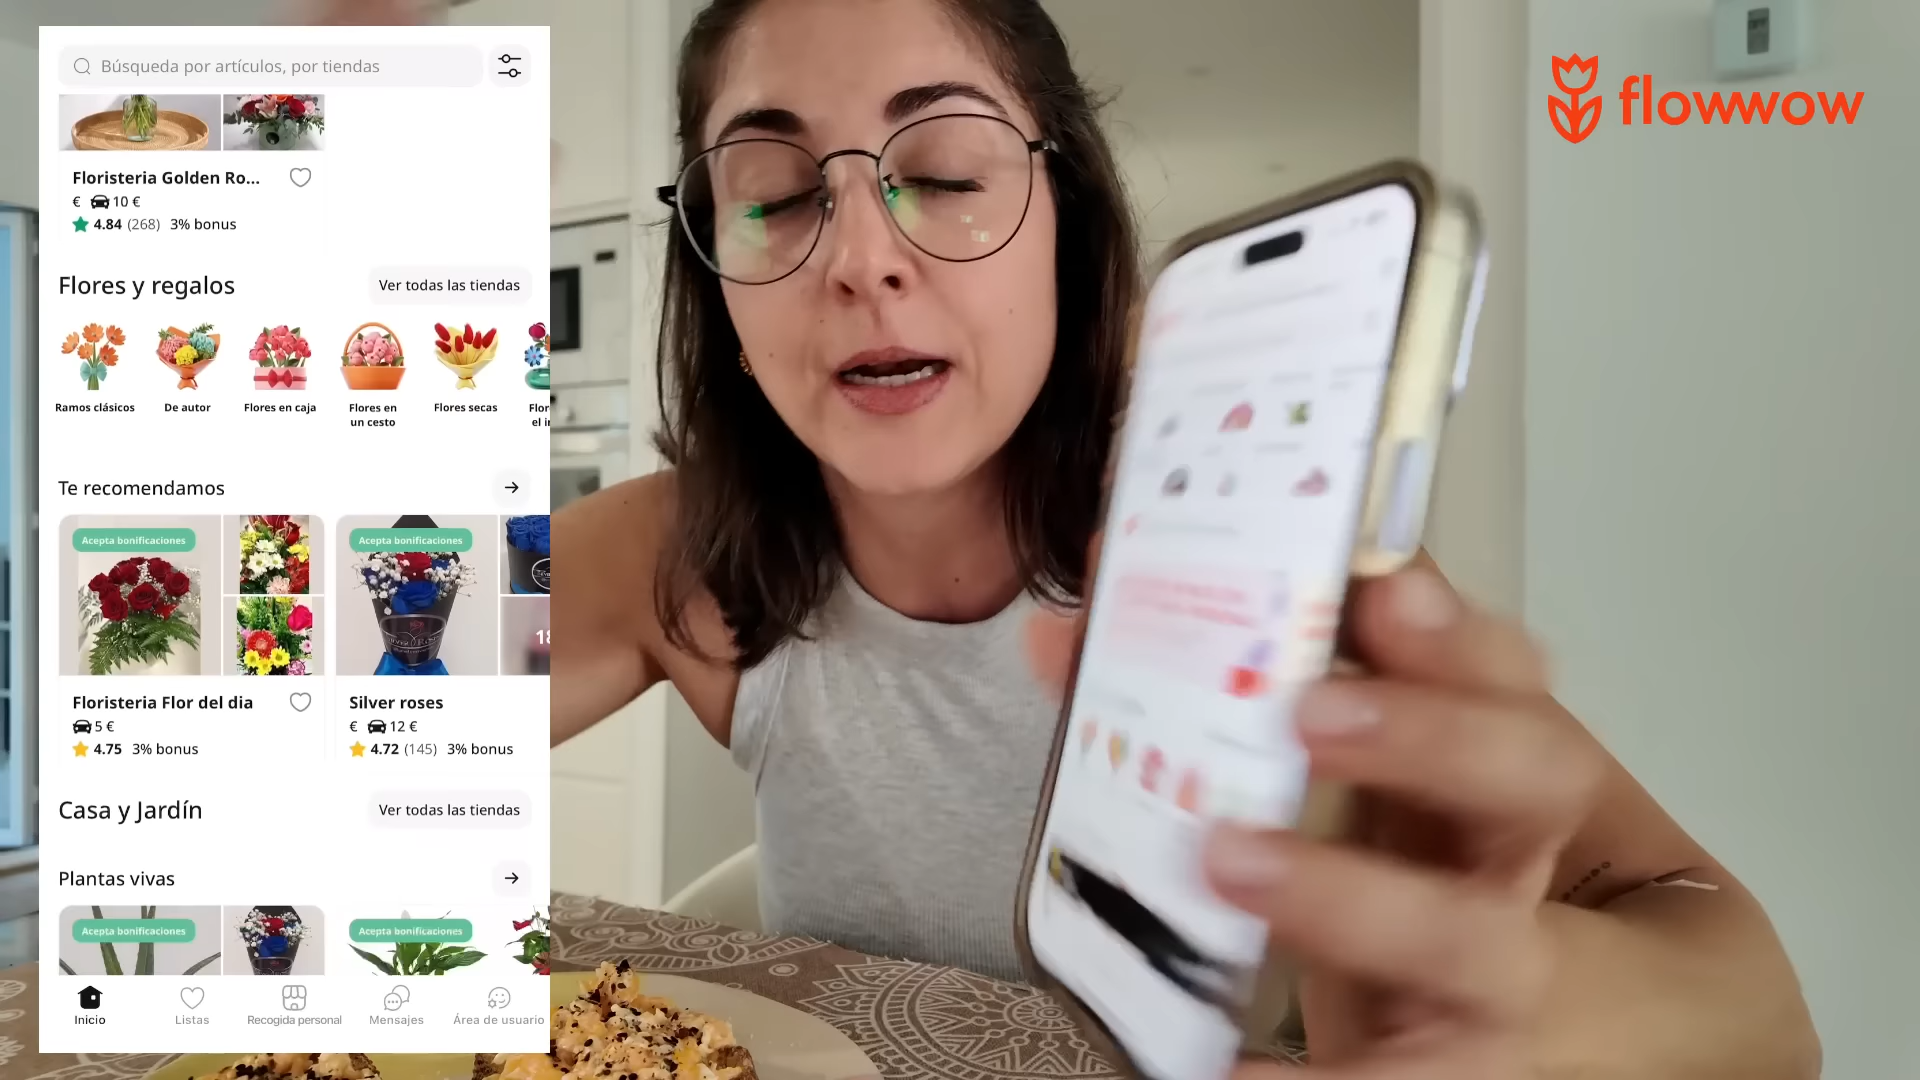 Búsqueda por artículos, por tiendas
Floristeria Golden Ro...
€ 10 €
4.84 (268) 3% bonus
Flores y regalos
Ver todas las tiendas
Ramos clásicos
De autor
Flores en caja
Flores en
un cesto
Flores secas
Te recomendamos
Acepta bonificaciones
Acepta bonificaciones
Floristeria Flor del dia
5 €
4.75 3% bonus
Silver roses
€ 12 €
4.72 (145) 3% bonus
Casa y Jardín
Ver todas las tiendas
Plantas vivas
Acepta bonificaciones
Acepta bonificaciones
Inicio
Listas
Recogida personal
Mensajes
Área de usuario
flowwow